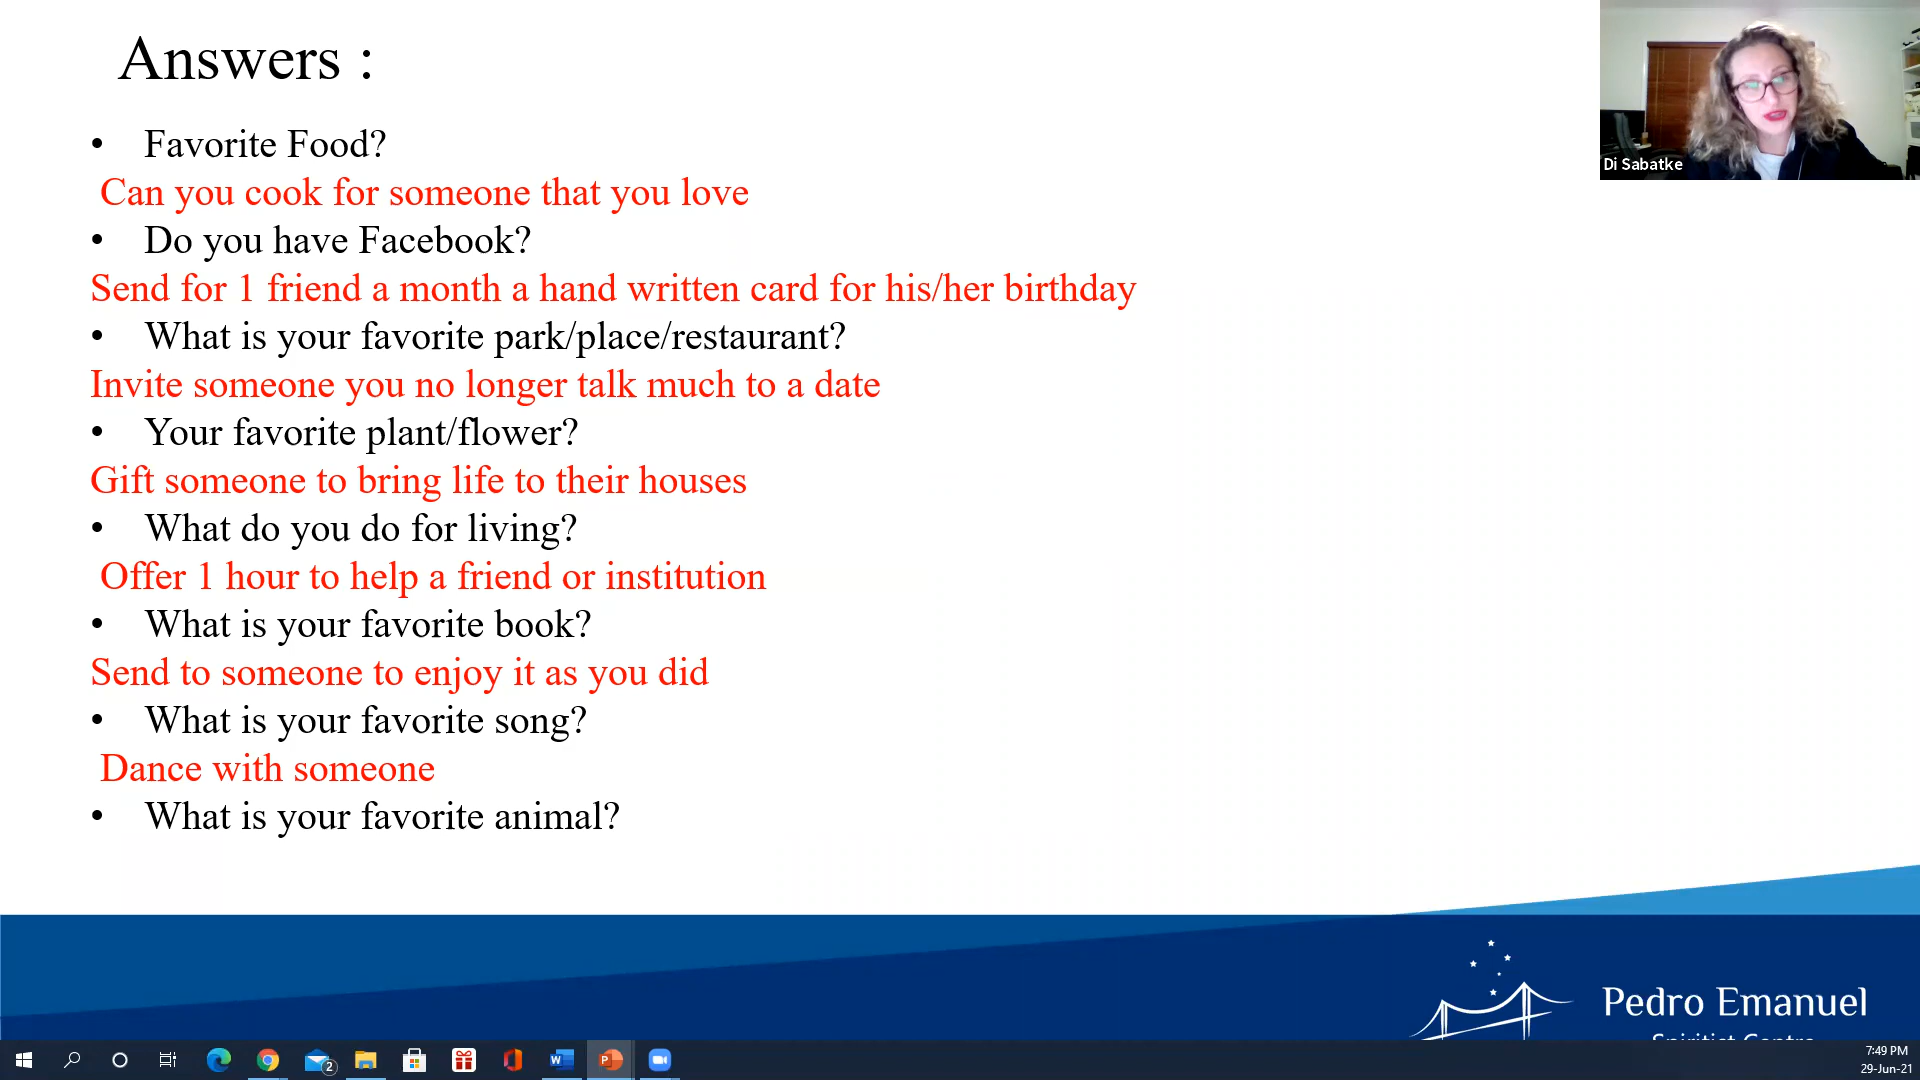 Answers :
• Favorite Food?
Can you cook for someone that you love
• Do you have Facebook?
Send for 1 friend a month a hand written card for his/her birthday
• What is your favorite park/place/restaurant?
Invite someone you no longer talk much to a date
• Your favorite plant/flower?
Gift someone to bring life to their houses
• What do you do for living?
Offer 1 hour to help a friend or institution
• What is your favorite book?
Send to someone to enjoy it as you did
• What is your favorite song?
Dance with someone
• What is your favorite animal?
Di Sabatke
Pedro Emanuel
Spiritist Centre
2
7:49 PM
29-Jun-21